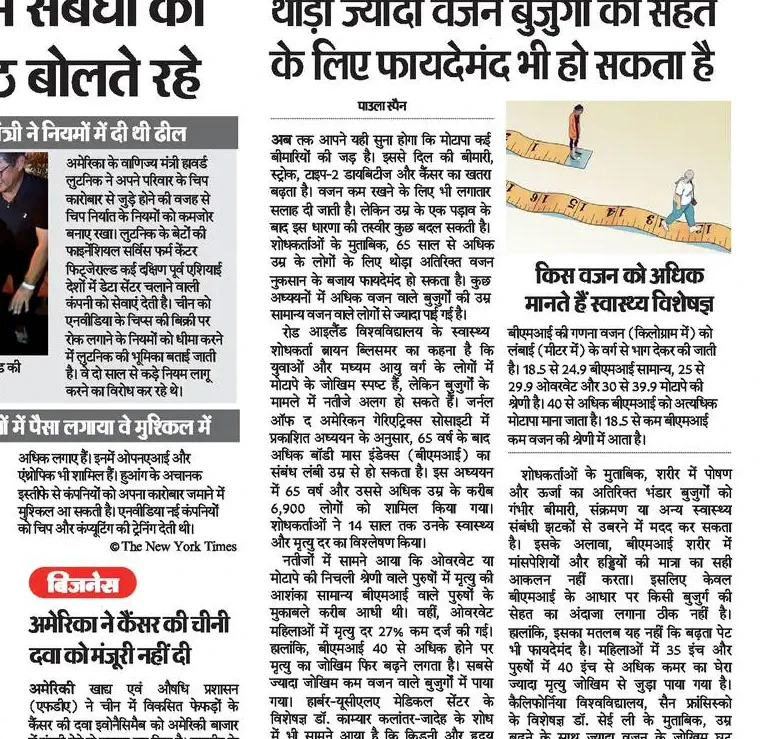 थोड़ा ज्यादा वजन बुजुर्गों की सेहत
के लिए फायदेमंद भी हो सकता है
पाउला स्पैन
अब तक आपने यही सुना होगा कि मोटापा कई
बीमारियों की जड़ है। इससे दिल की बीमारी,
स्ट्रोक, टाइप-2 डायबिटीज और कैंसर का खतरा
बढ़ता है। वजन कम रखने के लिए भी लगातार
सलाह दी जाती है। लेकिन उम्र के एक पड़ाव के
बाद इस धारणा की तस्वीर कुछ बदल सकती है।
शोधकर्ताओं के मुताबिक, 65 साल से अधिक
उम्र के लोगों के लिए थोड़ा अतिरिक्त वजन
नुकसान के बजाय फायदेमंद हो सकता है। कुछ
अध्ययनों में अधिक वजन वाले बुजुर्गों की उम्र
सामान्य वजन वाले लोगों से ज्यादा पाई गई है।
रोड आइलैंड विश्वविद्यालय के स्वास्थ्य
शोधकर्ता ब्रायन ब्लिसमर का कहना है कि
युवाओं और मध्यम आयु वर्ग के लोगों में
मोटापे के जोखिम स्पष्ट हैं, लेकिन बुजुर्गों के
मामले में नतीजे अलग हो सकते हैं। जर्नल
ऑफ द अमेरिकन गेरिएट्रिक्स सोसाइटी में
प्रकाशित अध्ययन के अनुसार, 65 वर्ष के बाद
अधिक बॉडी मास इंडेक्स (बीएमआई) का
संबंध लंबी उम्र से हो सकता है। इस अध्ययन
में 65 वर्ष और उससे अधिक उम्र के करीब
6,900 लोगों को शामिल किया गया।
शोधकर्ताओं ने 14 साल तक उनके स्वास्थ्य
और मृत्यु दर का विश्लेषण किया।
नतीजों में सामने आया कि ओवरवेट या
मोटापे की निचली श्रेणी वाले पुरुषों में मृत्यु की
आशंका सामान्य बीएमआई वाले पुरुषों के
मुकाबले करीब आधी थी। वहीं, ओवरवेट
महिलाओं में मृत्यु दर 27% कम दर्ज की गई।
हालांकि, बीएमआई 40 से अधिक होने पर
मृत्यु का जोखिम फिर बढ़ने लगता है। सबसे
ज्यादा जोखिम कम वजन वाले बुजुर्गों में पाया
गया। हार्बर-यूसीएलए मेडिकल सेंटर के
विशेषज्ञ डॉ. काम्यार कलांतर-जादेह के शोध
में भी सामने आया है कि किडनी और हृदय
किस वजन को अधिक
मानते हैं स्वास्थ्य विशेषज्ञ
बीएमआई की गणना वजन (किलोग्राम में) को
लंबाई (मीटर में) के वर्ग से भाग देकर की जाती
है। 18.5 से 24.9 बीएमआई सामान्य, 25 से
29.9 ओवरवेट और 30 से 39.9 मोटापे की
श्रेणी है। 40 से अधिक बीएमआई को अत्यधिक
मोटापा माना जाता है। 18.5 से कम बीएमआई
कम वजन की श्रेणी में आता है।
शोधकर्ताओं के मुताबिक, शरीर में पोषण
और ऊर्जा का अतिरिक्त भंडार बुजुर्गों को
गंभीर बीमारी, संक्रमण या अन्य स्वास्थ्य
संबंधी झटकों से उबरने में मदद कर सकता
है। इसके अलावा, बीएमआई शरीर में
मांसपेशियों और हड्डियों की मात्रा का सही
आकलन नहीं करता। इसलिए केवल
बीएमआई के आधार पर किसी बुजुर्ग की
सेहत का अंदाजा लगाना ठीक नहीं है।
हालांकि, इसका मतलब यह नहीं कि बढ़ता पेट
भी फायदेमंद है। महिलाओं में 35 इंच और
पुरुषों में 40 इंच से अधिक कमर का घेरा
ज्यादा मृत्यु जोखिम से जुड़ा पाया गया है।
कैलिफोर्निया विश्वविद्यालय, सैन फ्रांसिस्को
के विशेषज्ञ डॉ. सेई ली के मुताबिक, उम्र
बढ़ने के साथ ज्यादा वजन के जोखिम घट
संबंधों को
बोलते रहे
ने नियमों में दी थी ढील
अमेरिका के वाणिज्य मंत्री हावर्ड
लुटनिक ने अपने परिवार के चिप
कारोबार से जुड़े होने की वजह से
चिप निर्यात के नियमों को कमजोर
बनाए रखा। लुटनिक के बेटों की
फाइनेंशियल सर्विस फर्म केंटर
फिट्जेराल्ड कई दक्षिण पूर्व एशियाई
देशों में डेटा सेंटर चलाने वाली
कंपनी को सेवाएं देती है। चीन को
एनवीडिया के चिप्स की बिक्री पर
रोक लगाने के नियमों को धीमा करने
में लुटनिक की भूमिका बताई जाती
है। वे दो साल से कड़े नियम लागू
करने का विरोध कर रहे थे।
की
में पैसा लगाया वे मुश्किल में
अधिक लगाए हैं। इनमें ओपनएआई और
एंथ्रोपिक भी शामिल हैं। हुआंग के अचानक
इस्तीफे से कंपनियों को अपना कारोबार जमाने में
मुश्किल आ सकती है। एनवीडिया नई कंपनियों
को चिप और कंप्यूटिंग की ट्रेनिंग देती थी।
© The New York Times
बिजनेस
अमेरिका ने कैंसर की चीनी
दवा को मंजूरी नहीं दी
अमेरिकी खाद्य एवं औषधि प्रशासन
(एफडीए) ने चीन में विकसित फेफड़ों के
कैंसर की दवा इवोनैसिमैब को अमेरिकी बाजार